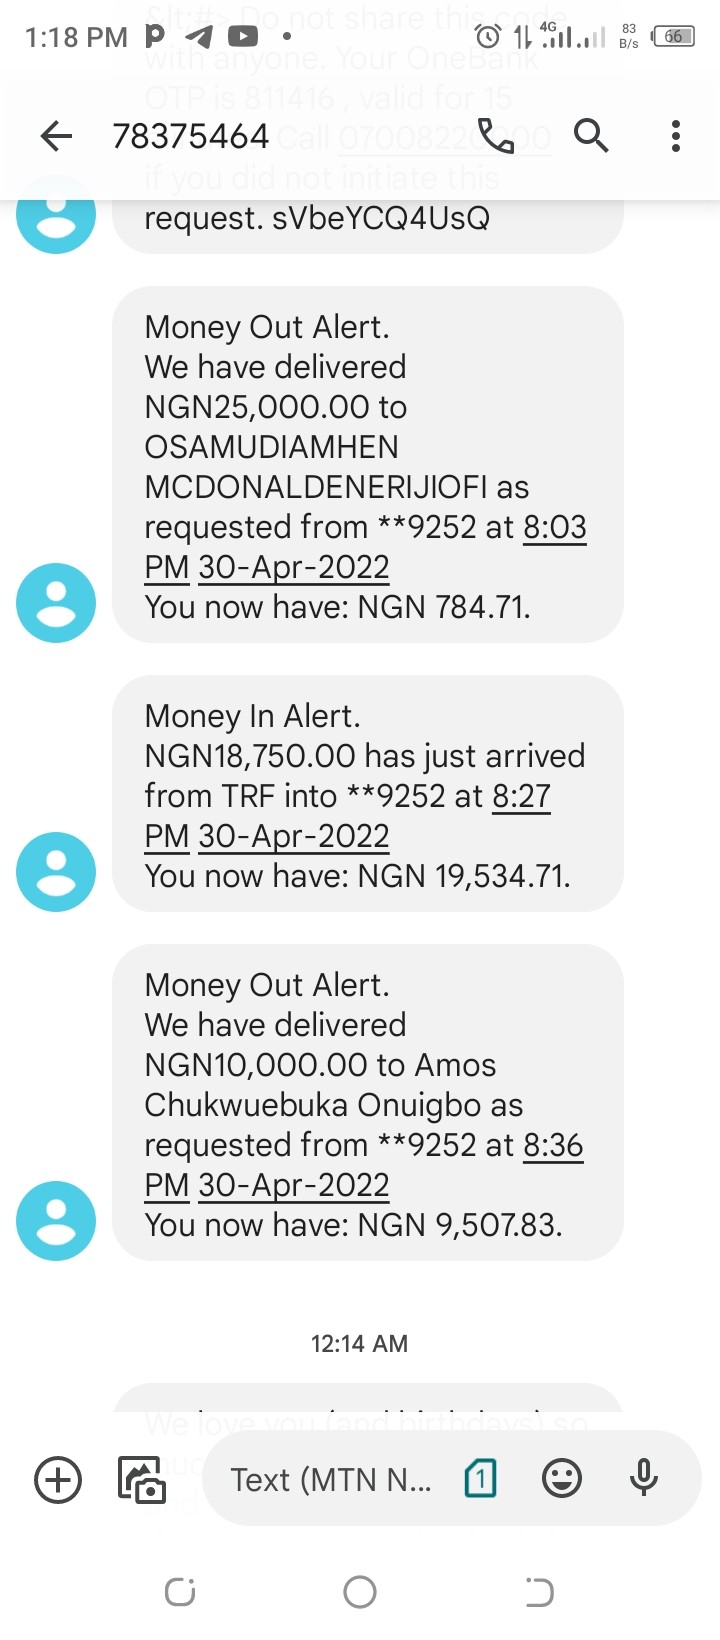 &lt;#> Do not share this code
1:18 PM 4G 83 B/s 66
with anyone. Your OneBank
OTP is 811416 , valid for 15
78375464
Call 07008220000
if you did not initiate this
request. sVbeYCQ4UsQ
Money Out Alert.
We have delivered
NGN25,000.00 to
OSAMUDIAMHEN
MCDONALDENERIJIOFI as
requested from **9252 at 8:03
PM 30-Apr-2022
You now have: NGN 784.71.
Money In Alert.
NGN18,750.00 has just arrived
from TRF into **9252 at 8:27
PM 30-Apr-2022
You now have: NGN 19,534.71.
Money Out Alert.
We have delivered
NGN10,000.00 to Amos
Chukwuebuka Onuigbo as
requested from **9252 at 8:36
PM 30-Apr-2022
You now have: NGN 9,507.83.
12:14 AM
We love you (and birthdays) so
Text (MTN N... 1